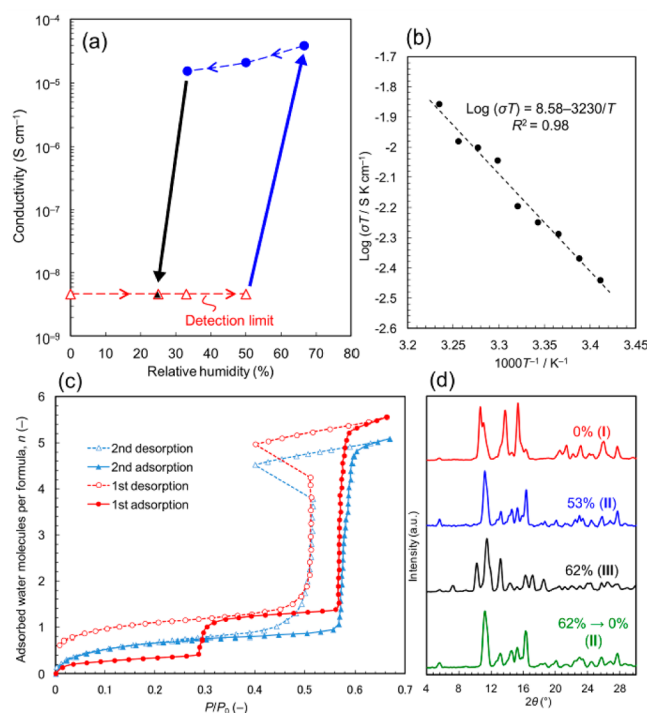 (a)
10⁻⁴
10⁻⁵
10⁻⁶
10⁻⁷
10⁻⁸
10⁻⁹
Conductivity (S cm⁻¹)
Detection limit
0 10 20 30 40 50 60 70 80
Relative humidity (%)
(b)
-1.7
-1.8
-1.9
-2
-2.1
-2.2
-2.3
-2.4
-2.5
-2.6
Log (σT / S K cm⁻¹)
Log (σT) = 8.58–3230/T
R² = 0.98
3.2 3.25 3.3 3.35 3.4 3.45
1000T⁻¹ / K⁻¹
(c)
6
5
4
3
2
1
0
Adsorbed water molecules per formula, n (–)
2nd desorption
2nd adsorption
1st desorption
1st adsorption
0 0.1 0.2 0.3 0.4 0.5 0.6 0.7
P/P₀ (–)
(d)
Intensity (a.u.)
0% (I)
53% (II)
62% (III)
62% → 0%
(II)
4 9 14 19 24 29
2θ (°)